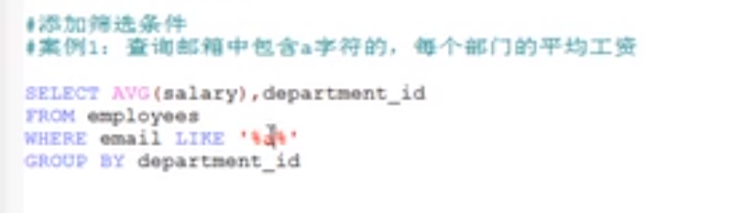 #添加筛选条件
#案例1：查询邮箱中包含a字符的，每个部门的平均工资
SELECT AVG(salary),department_id
FROM employees
WHERE email LIKE '%a%'
GROUP BY department_id